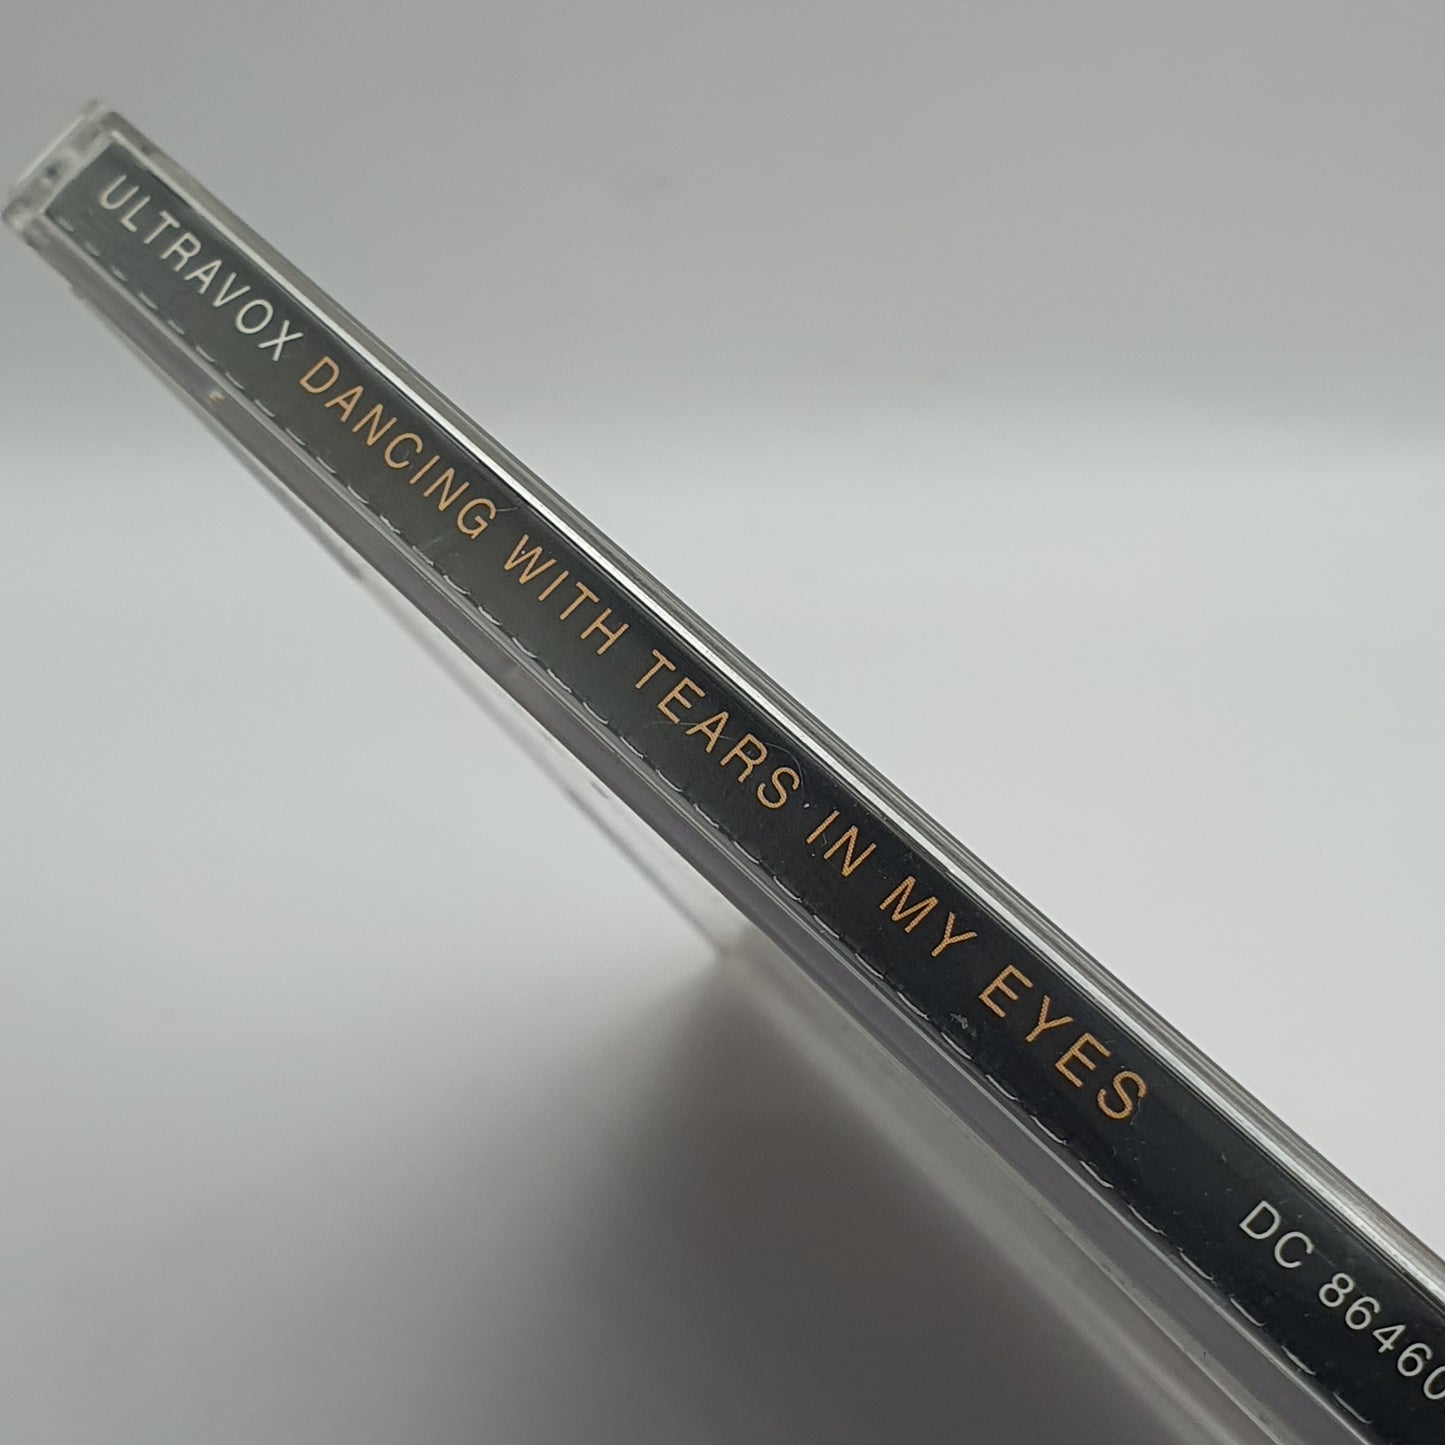 ULTRAVOX DANCING WITH TEARS IN MY EYES DC 86460